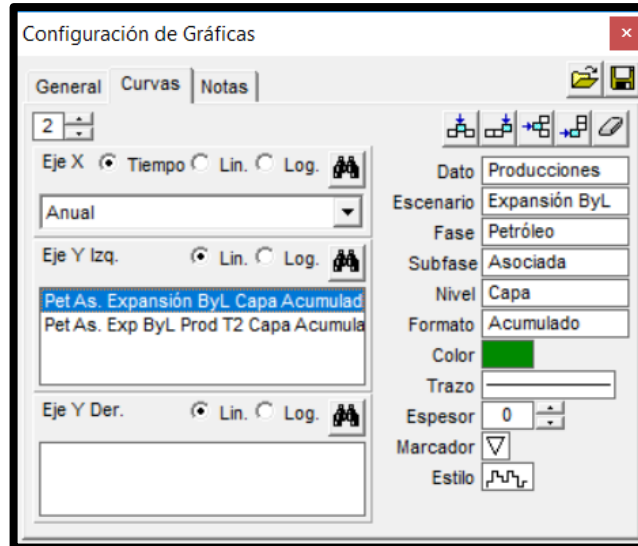 Configuración de Gráficas
General Curvas Notas
2
Eje X Tiempo Lin. Log.
Anual
Eje Y Izq. Lin. Log.
Pet As. Expansión ByL Capa Acumulad
Pet As. Exp ByL Prod T2 Capa Acumula
Eje Y Der. Lin. Log.
Dato Producciones
Escenario Expansión ByL
Fase Petróleo
Subfase Asociada
Nivel Capa
Formato Acumulado
Color
Trazo
Espesor 0
Marcador
Estilo